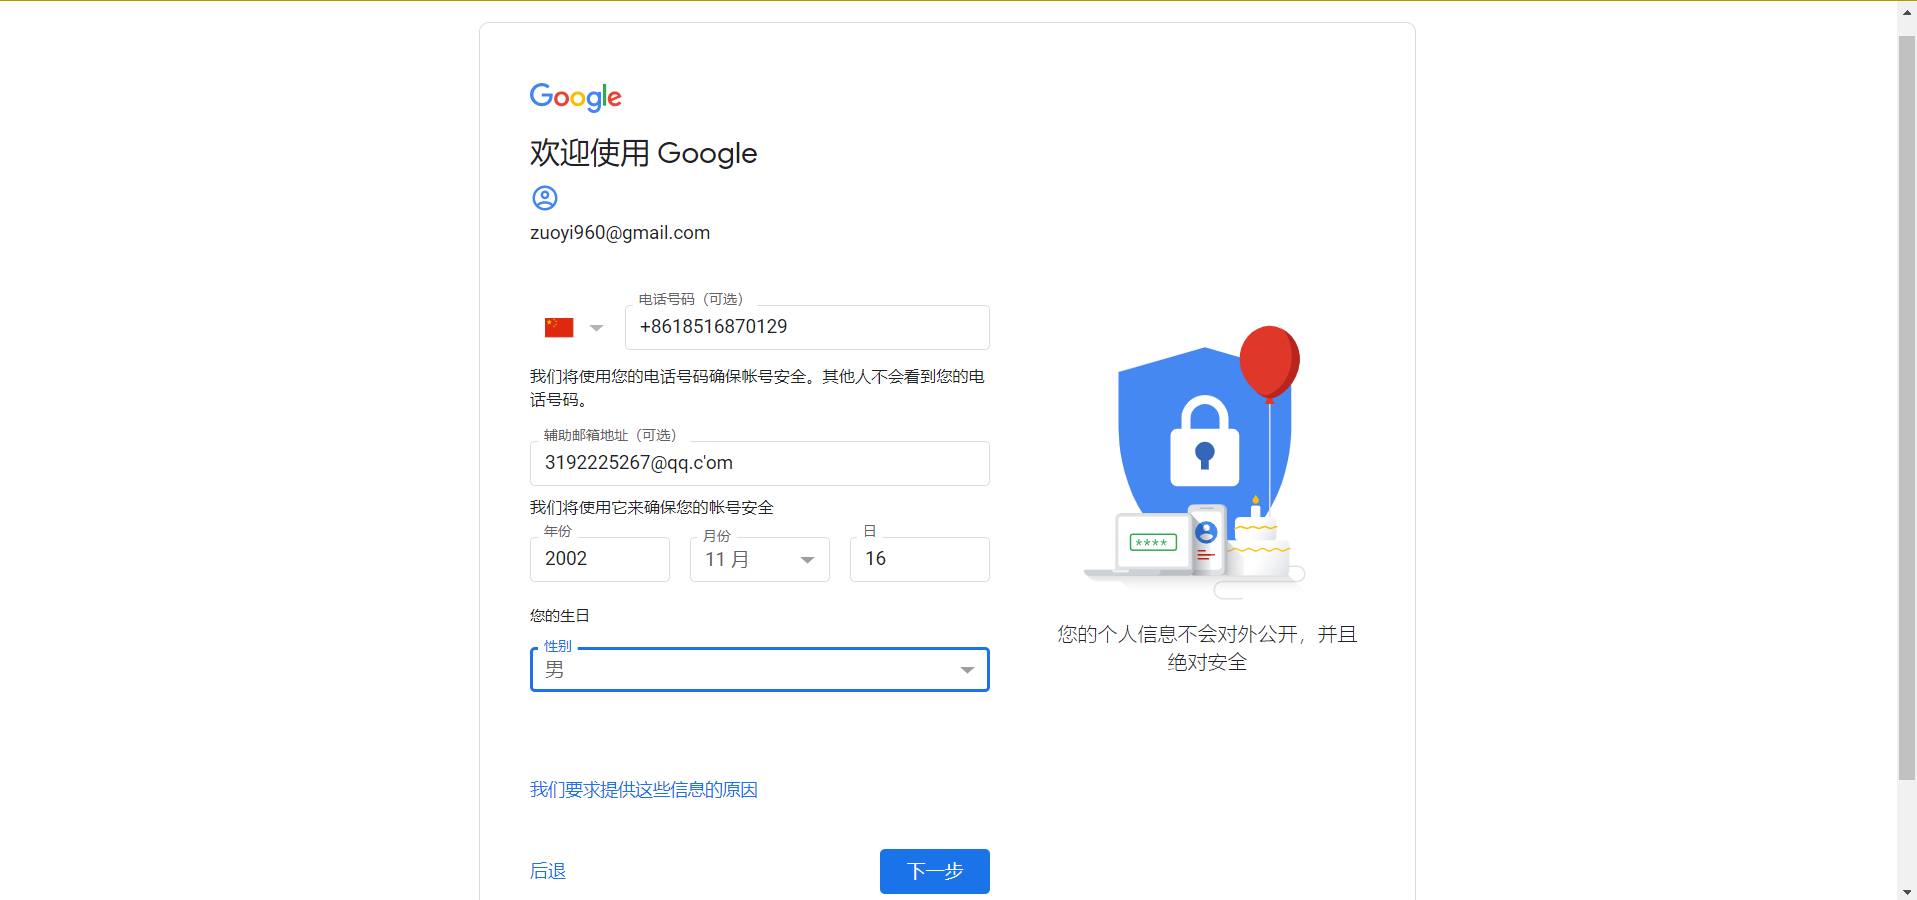 Google
欢迎使用 Google
zuoyi960@gmail.com
电话号码（可选）
+8618516870129
我们将使用您的电话号码确保帐号安全。其他人不会看到您的电
话号码。
辅助邮箱地址（可选）
3192225267@qq.c'om
我们将使用它来确保您的帐号安全
年份
2002
月份
11 月
日
16
您的生日
性别
男
****
您的个人信息不会对外公开，并且
绝对安全
我们要求提供这些信息的原因
后退
下一步